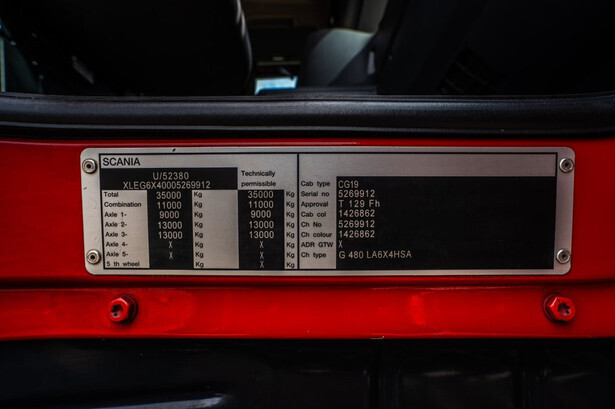 SCANIA
U/52380
XLEG6X40005269912
Technically
permissible
Total 35000 Kg 35000 Kg
Combination 11000 Kg 11000 Kg
Axle 1- 9000 Kg 9000 Kg
Axle 2- 13000 Kg 13000 Kg
Axle 3- 13000 Kg 13000 Kg
Axle 4- X Kg X Kg
Axle 5- X Kg X Kg
5 th wheel X Kg X Kg
Cab type CG19
Serial no 5269912
Approval T 129 Fh
Cab col 1426862
Ch No 5269912
Ch colour 1426862
ADR GTW X
Ch type G 480 LA6X4HSA